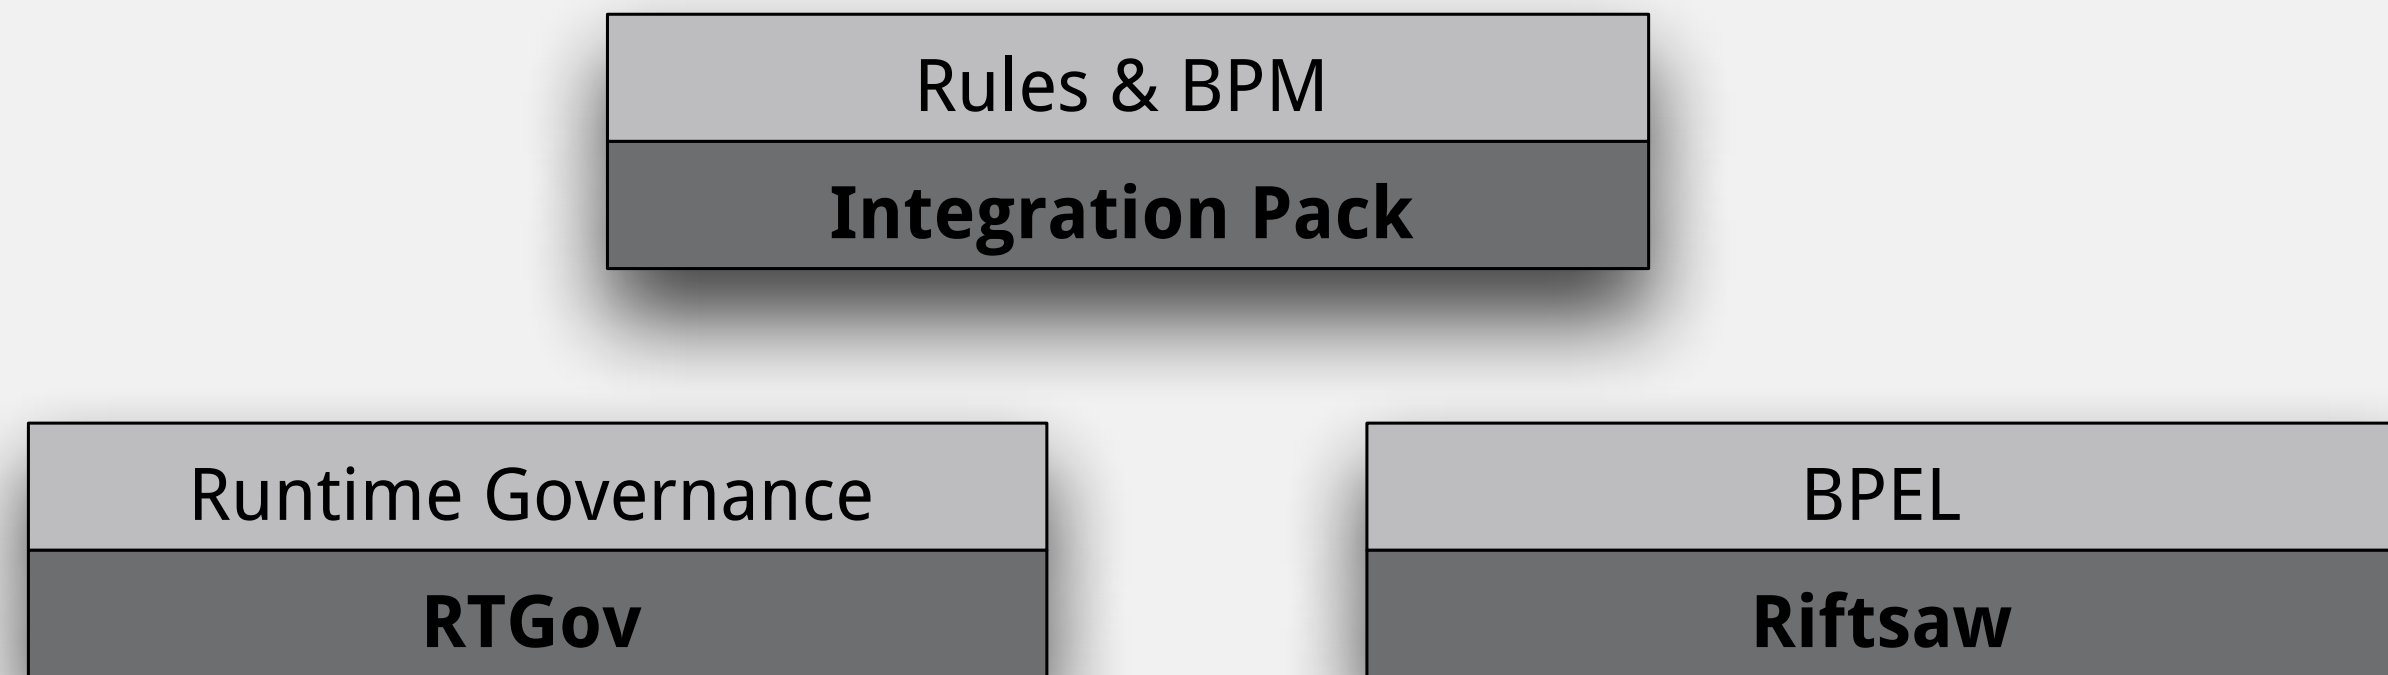 Rules & BPM
Integration Pack
Runtime Governance
RTGov
BPEL
Riftsaw